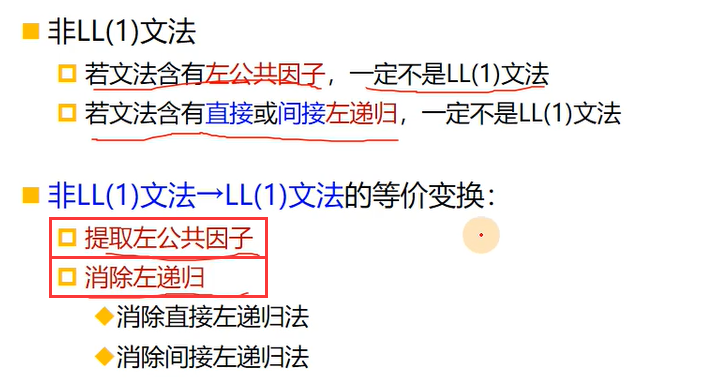 非LL(1)文法
若文法含有左公共因子，一定不是LL(1)文法
若文法含有直接或间接左递归，一定不是LL(1)文法
非LL(1)文法→LL(1)文法的等价变换：
提取左公共因子
消除左递归
消除直接左递归法
消除间接左递归法